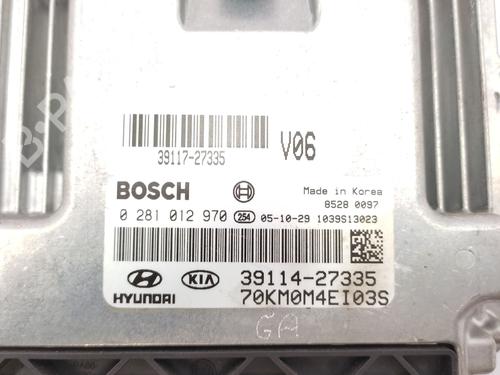 39117-27335
V06
BOSCH
Made in Korea
8528 0097
0 281 012 970 254 05-10-29 1039S13023
HYUNDAI KIA 39114-27335
70KM0M4EI03S
GA